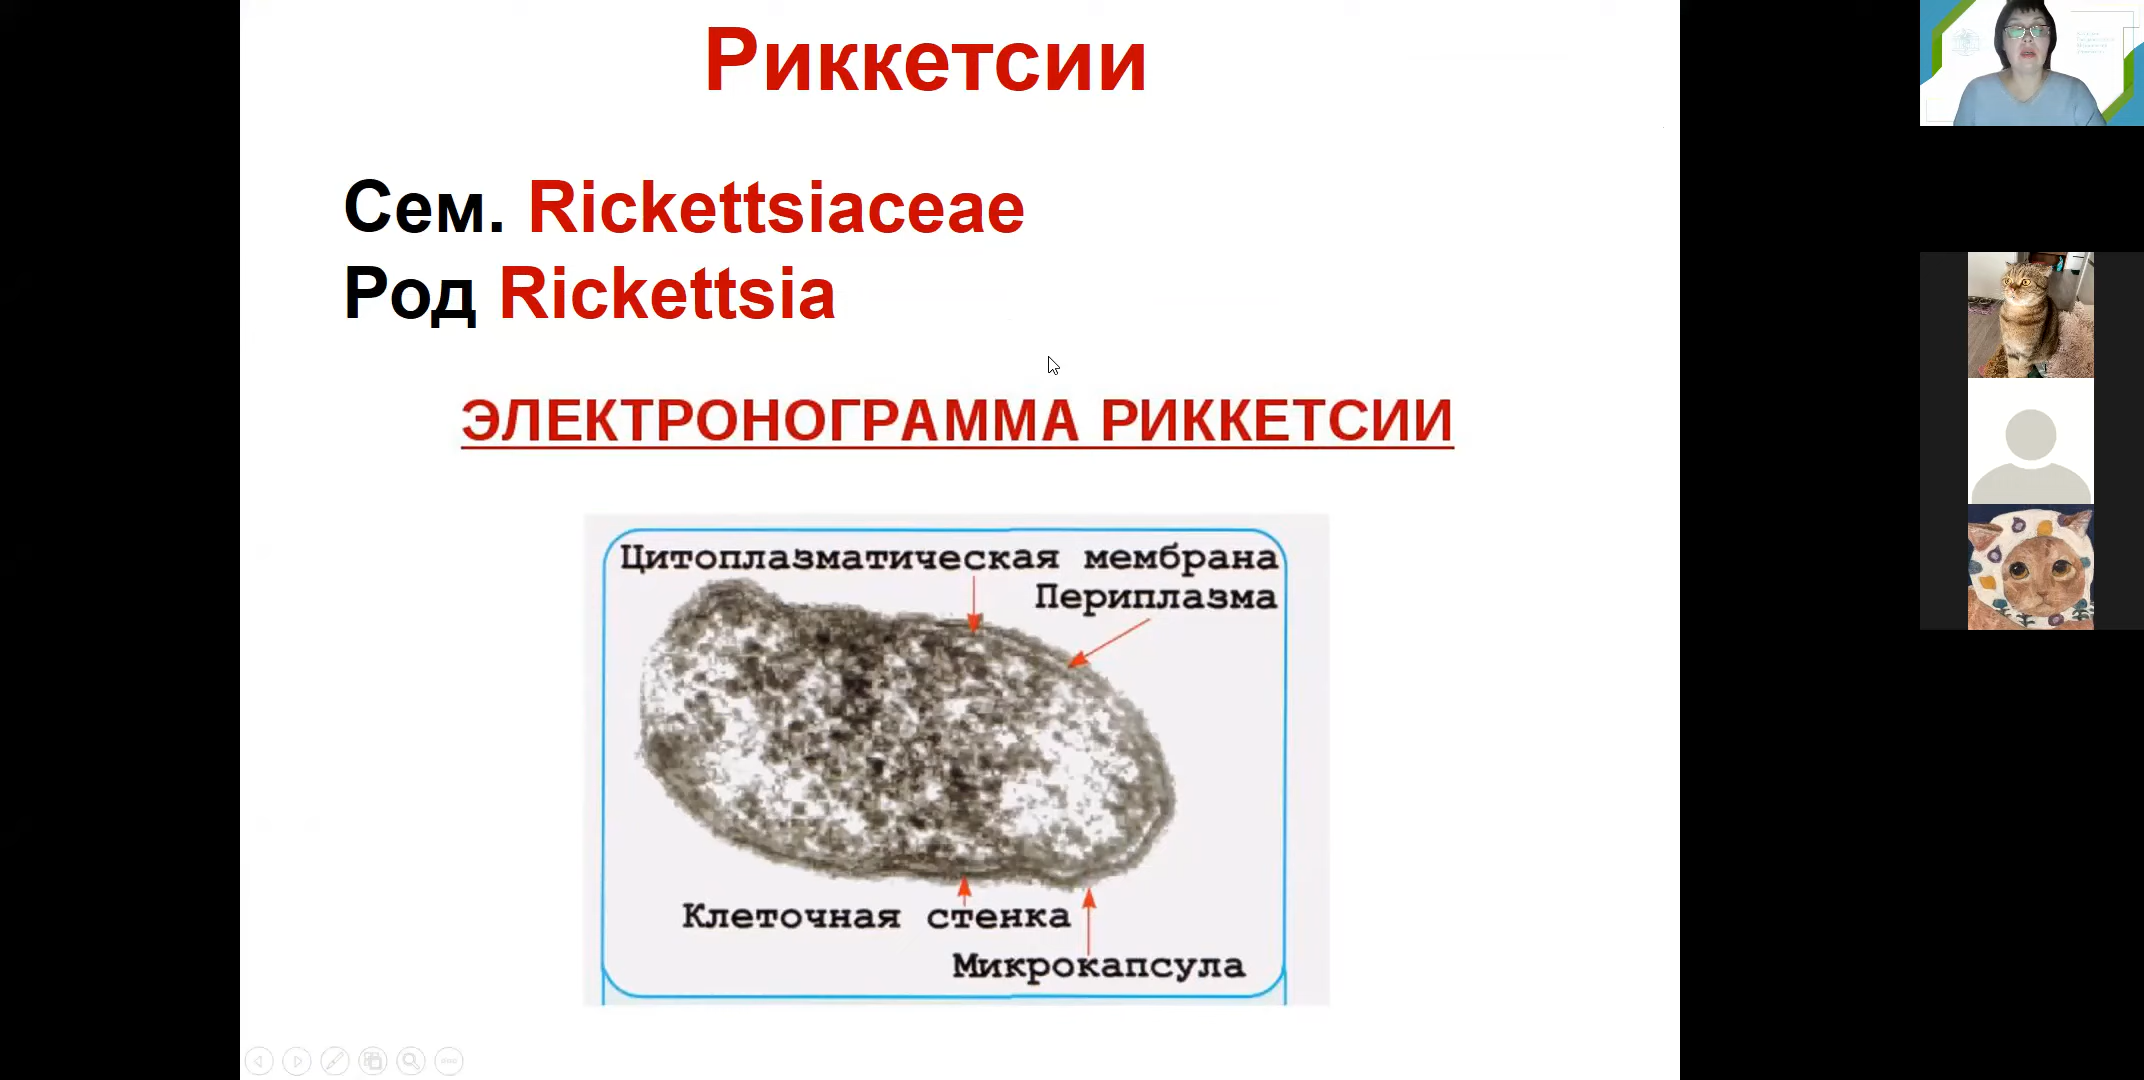 Риккетсии
Сем. Rickettsiaceae
Род Rickettsia
ЭЛЕКТРОНОГРАММА РИККЕТСИИ
Цитоплазматическая мембрана
Периплазма
Клеточная стенка
Микрокапсула